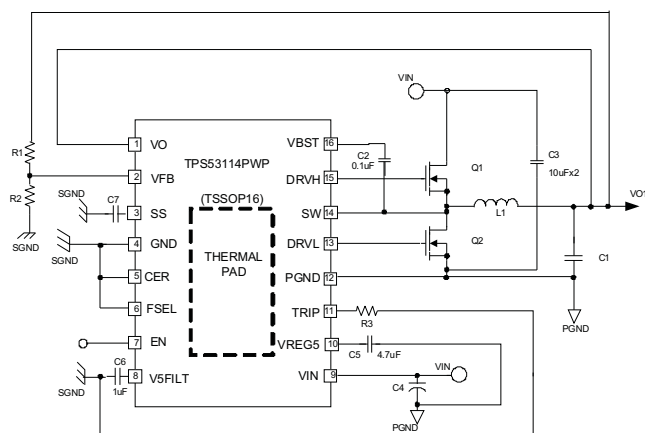 VIN
R1
1
VO
VBST
16
C2
0.1uF
C3
10uFx2
TPS53114PWP
Q1
2
VFB
DRVH
15
R2
SGND
C7
(TSSOP16)
3
SS
SW
14
L1
VO1
SGND
4
GND
THERMAL
PAD
DRVL
13
Q2
SGND
5
CER
PGND
12
C1
6
FSEL
TRIP
11
R3
PGND
7
EN
VREG5
10
C5
4.7uF
C6
1uF
8
V5FILT
VIN
9
VIN
SGND
C4
PGND